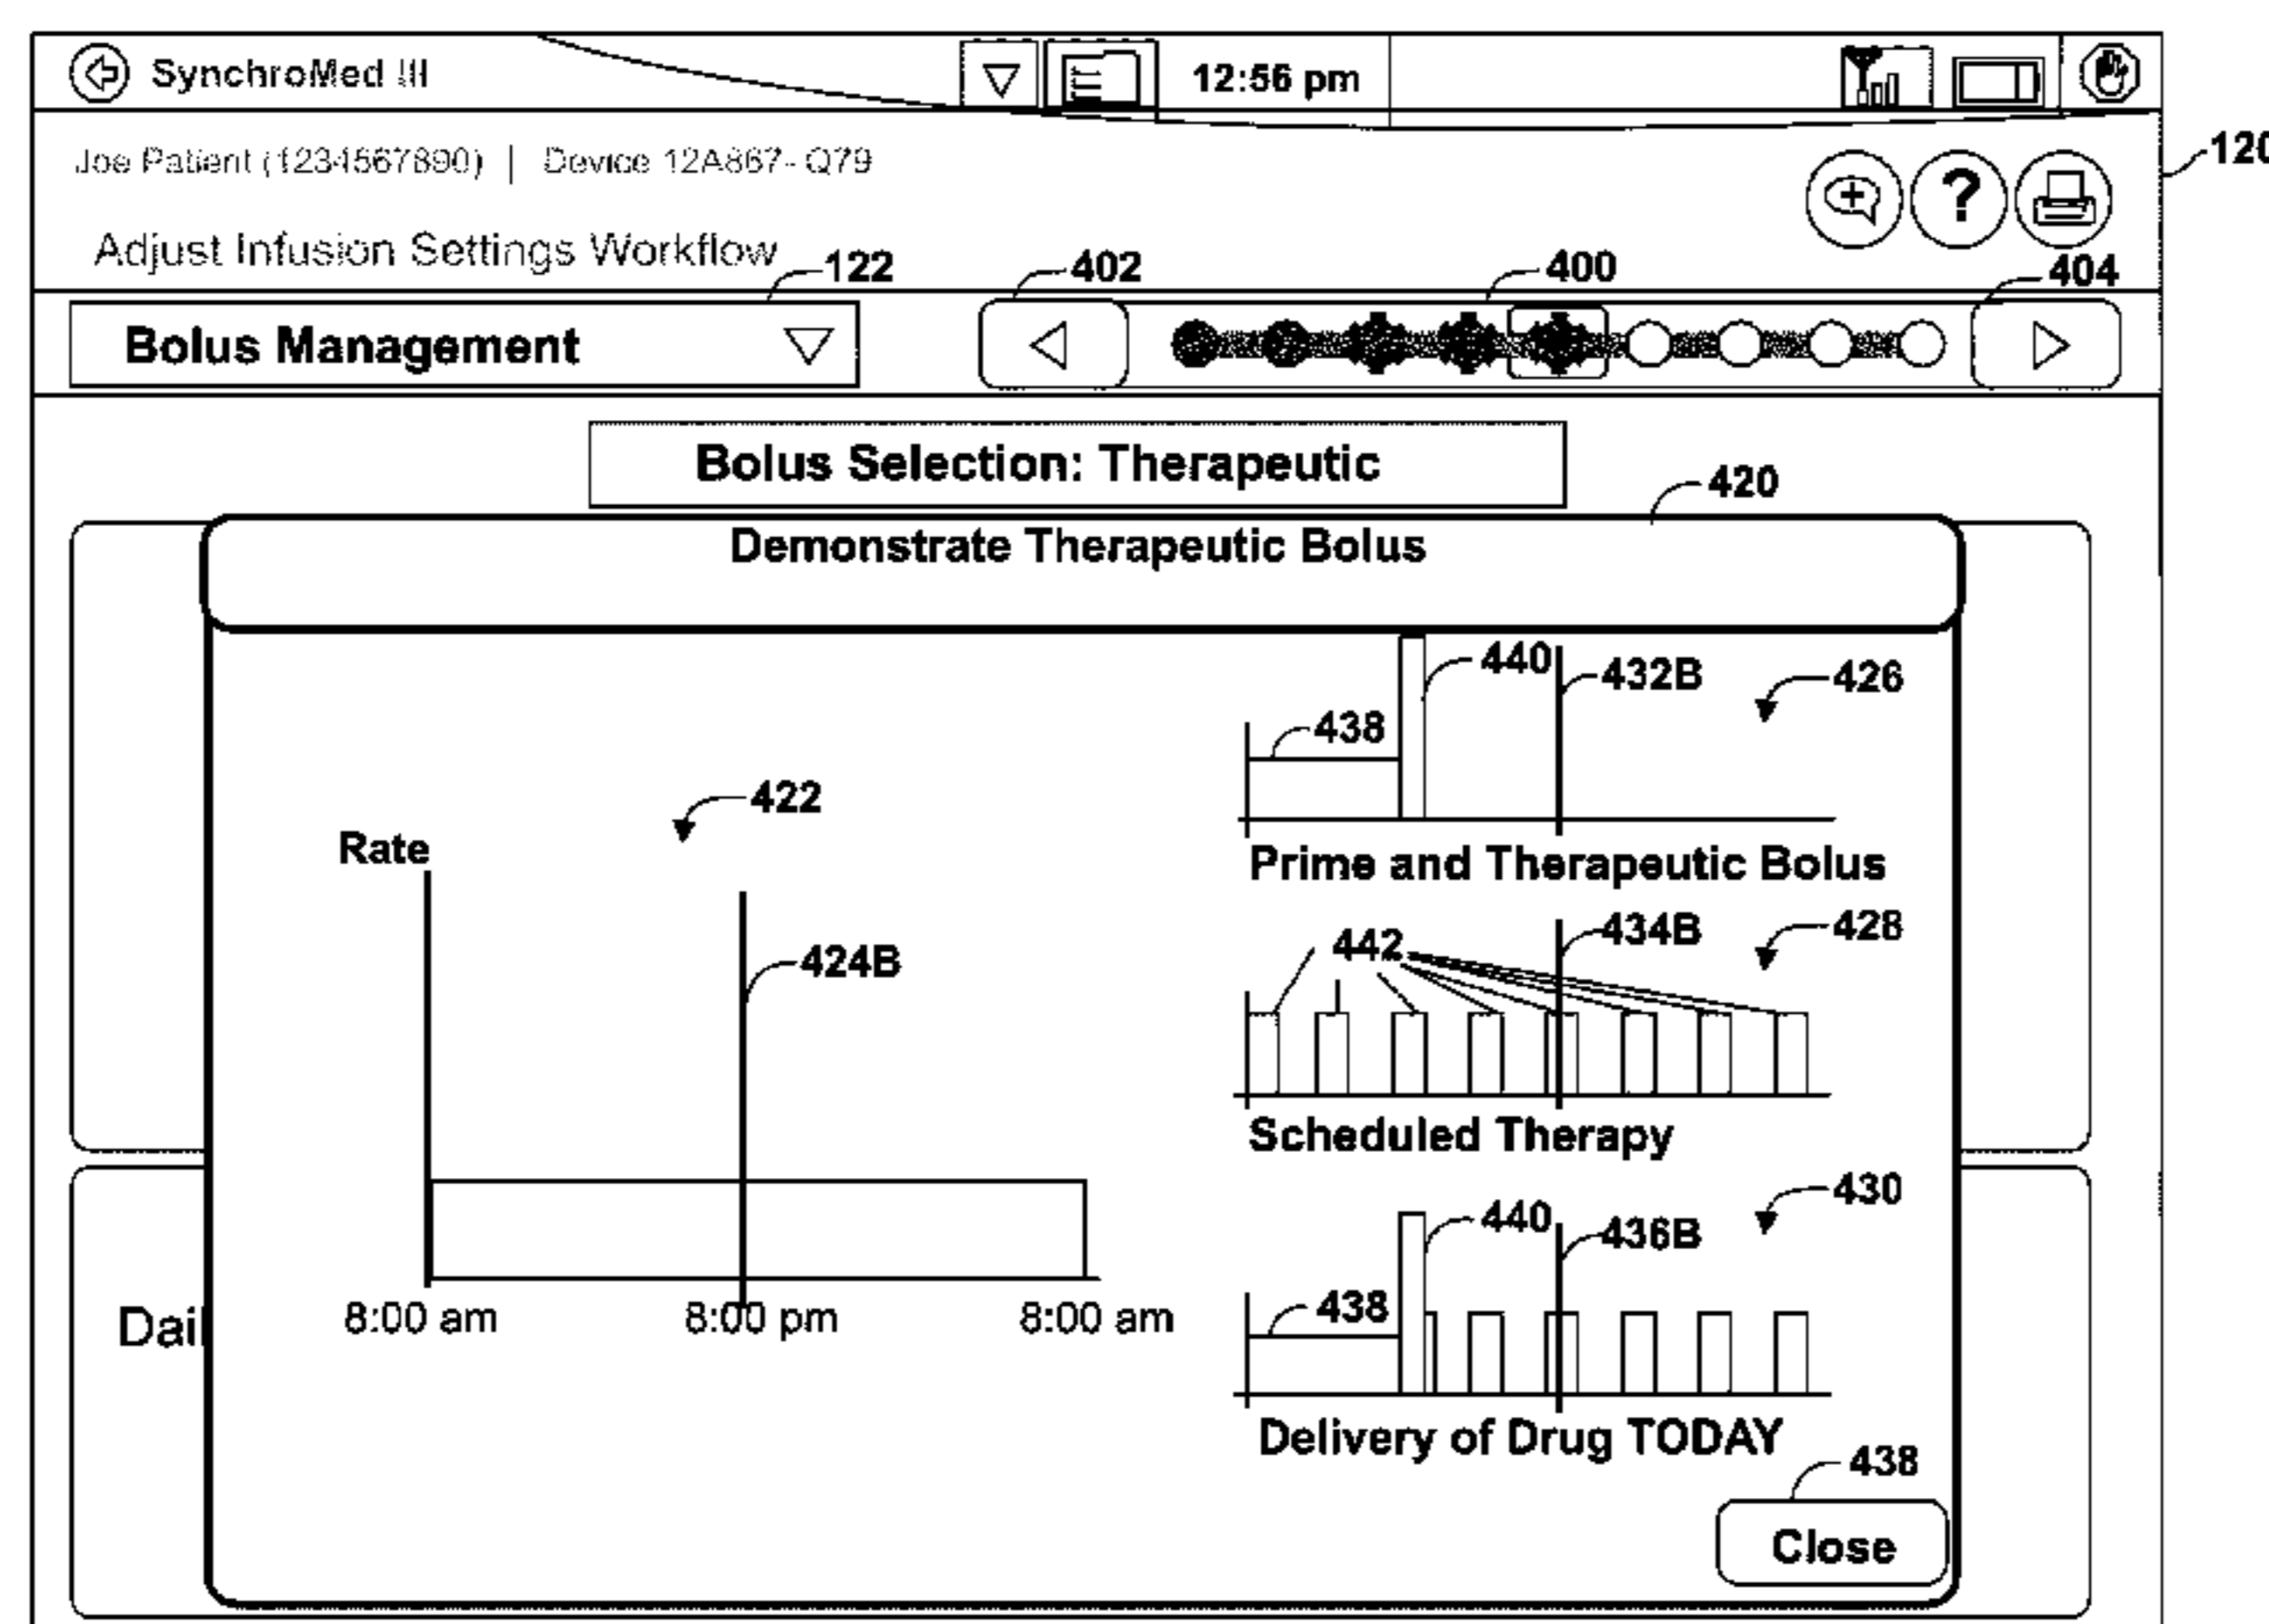 SynchroMed III 12:56 pm
Joe Patient (1234567890) | Device 12A867-Q79
120
?
Adjust Infusion Settings Workflow
122 402 400 404
Bolus Management
Bolus Selection: Therapeutic
420
Demonstrate Therapeutic Bolus
440 432B 426
438
422
Rate
Prime and Therapeutic Bolus
442 434B 428
424B
Scheduled Therapy
440 436B 430
438
8:00 am 8:00 pm 8:00 am
Dail
Delivery of Drug TODAY
438
Close